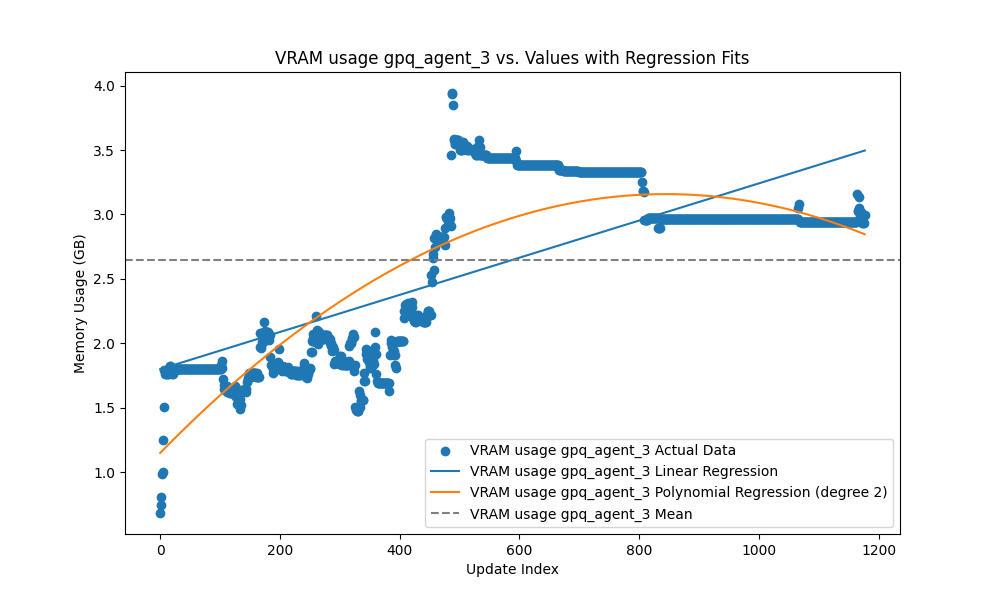 VRAM usage gpq_agent_3 vs. Values with Regression Fits
Memory Usage (GB)
4.0
3.5
3.0
2.5
2.0
1.5
1.0
VRAM usage gpq_agent_3 Actual Data
VRAM usage gpq_agent_3 Linear Regression
VRAM usage gpq_agent_3 Polynomial Regression (degree 2)
VRAM usage gpq_agent_3 Mean
0 200 400 600 800 1000 1200
Update Index